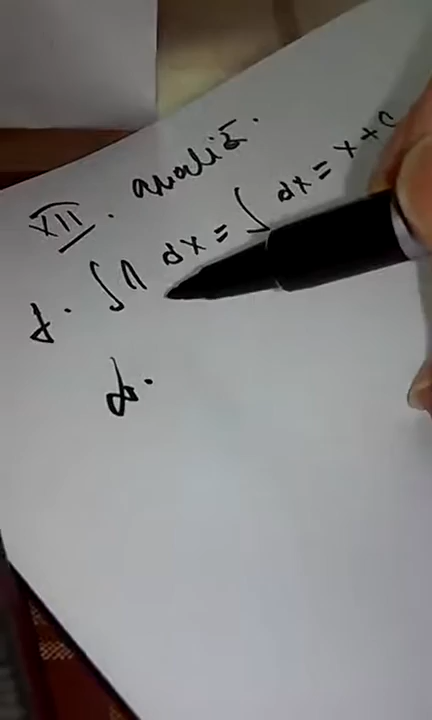 XII. analiză.
1. ∫1 dx = ∫ dx = x + C
2.